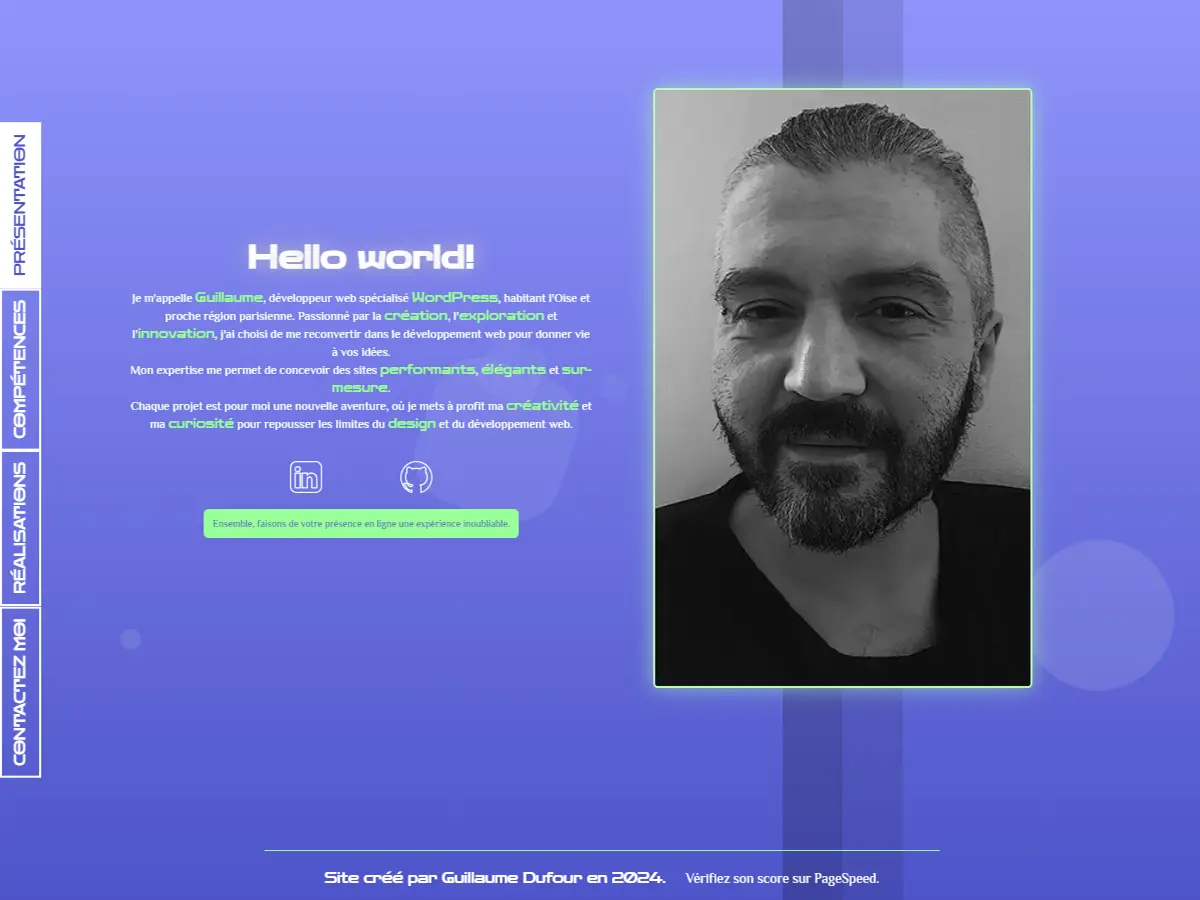 PRÉSENTATION
COMPÉTENCES
RÉALISATIONS
CONTACTEZ MOI
Hello world!
Je m'appelle Guillaume, développeur web spécialisé WordPress, habitant l'Oise et
proche région parisienne. Passionné par la création, l'exploration et
l'innovation, j'ai choisi de me reconvertir dans le développement web pour donner vie
à vos idées.
Mon expertise me permet de concevoir des sites performants, élégants et sur-
mesure.
Chaque projet est pour moi une nouvelle aventure, où je mets à profit ma créativité et
ma curiosité pour repousser les limites du design et du développement web.
in
Ensemble, faisons de votre présence en ligne une expérience inoubliable.
Site créé par Guillaume Dufour en 2024.
Vérifiez son score sur PageSpeed.